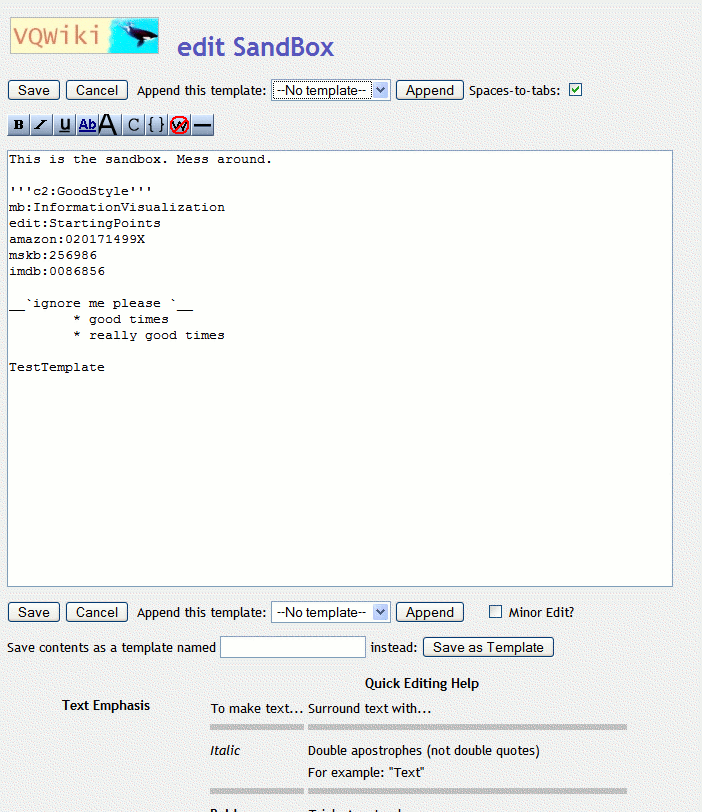 VQWiki edit SandBox
Save Cancel Append this template: --No template-- Append Spaces-to-tabs:
B I U Ab A C { } W
This is the sandbox. Mess around.
'''c2:GoodStyle'''
mb:InformationVisualization
edit:StartingPoints
amazon:020171499X
mskb:256986
imdb:0086856
__`ignore me please `__
* good times
* really good times
TestTemplate
Save Cancel Append this template: --No template-- Append Minor Edit?
Save contents as a template named instead: Save as Template
Quick Editing Help
Text Emphasis
To make text... Surround text with...
Italic Double apostrophes (not double quotes)
For example: ''Text''